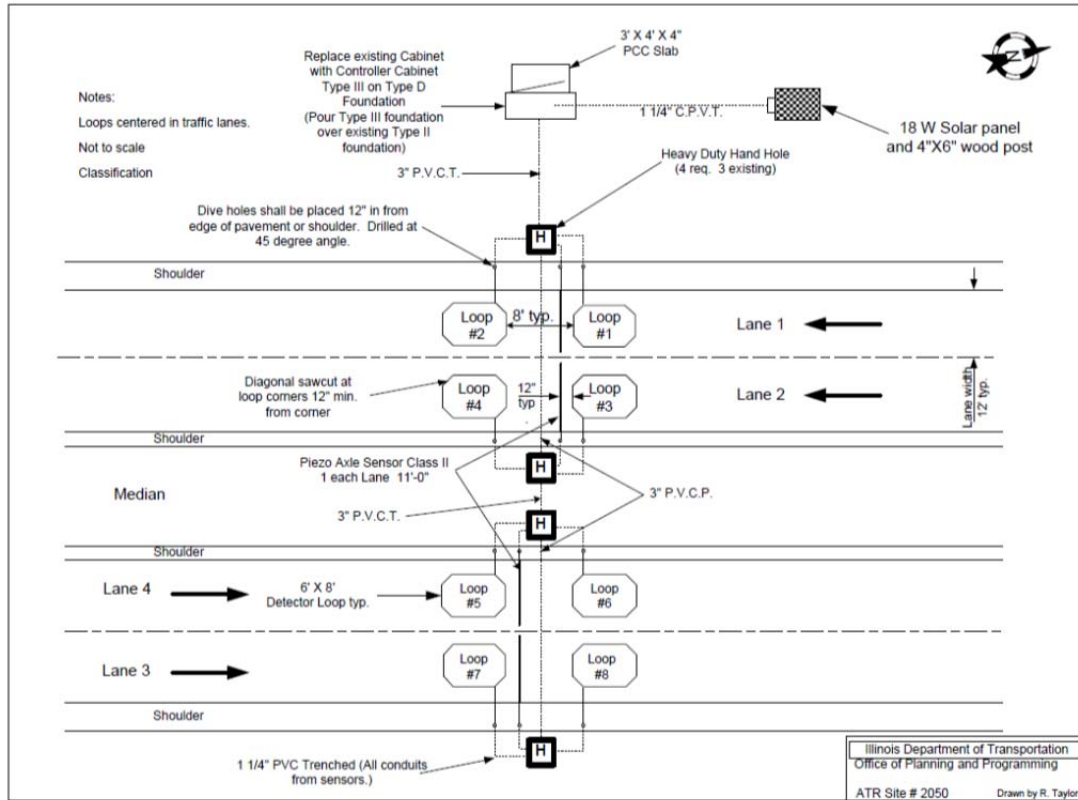 3' X 4' X 4"
PCC Slab
Replace existing Cabinet
with Controller Cabinet
Type III on Type D
Foundation
(Pour Type III foundation
over existing Type II
foundation)
N
Notes:
Loops centered in traffic lanes.
Not to scale
Classification
1 1/4" C.P.V.T.
18 W Solar panel
and 4"X6" wood post
3" P.V.C.T.
Heavy Duty Hand Hole
(4 req. 3 existing)
Dive holes shall be placed 12" in from
edge of pavement or shoulder. Drilled at
45 degree angle.
H
Shoulder
Loop
#2
8' typ.
Loop
#1
Lane 1
Diagonal sawcut at
loop corners 12" min.
from corner
Loop
#4
12"
typ
.
Loop
#3
Lane 2
Lane width
12' typ.
Shoulder
Piezo Axle Sensor Class II
1 each Lane 11'-0"
H
Median
3" P.V.C.P.
3" P.V.C.T.
H
Shoulder
Lane 4
6' X 8'
Detector Loop typ.
Loop
#5
Loop
#6
Lane 3
Loop
#7
Loop
#8
Shoulder
H
1 1/4" PVC Trenched (All conduits
from sensors.)
Illinois Department of Transportation
Office of Planning and Programming
ATR Site # 2050
Drawn by R. Taylor